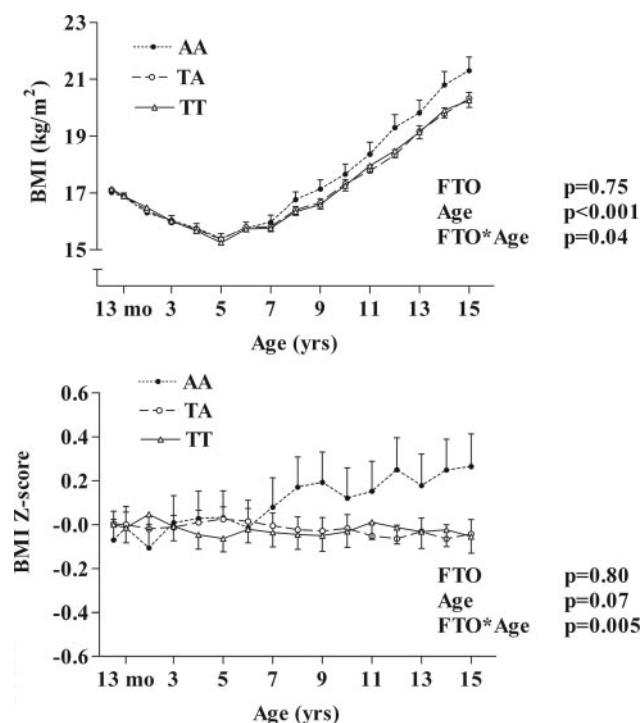 23
21
19
17
15
BMI (kg/m²)
AA
TA
TT
FTO p=0.75
Age p<0.001
FTO*Age p=0.04
13 mo 3 5 7 9 11 13 15
Age (yrs)
0.6
0.4
0.2
-0.0
-0.2
-0.4
-0.6
BMI Z-score
AA
TA
TT
FTO p=0.80
Age p=0.07
FTO*Age p=0.005
13 mo 3 5 7 9 11 13 15
Age (yrs)